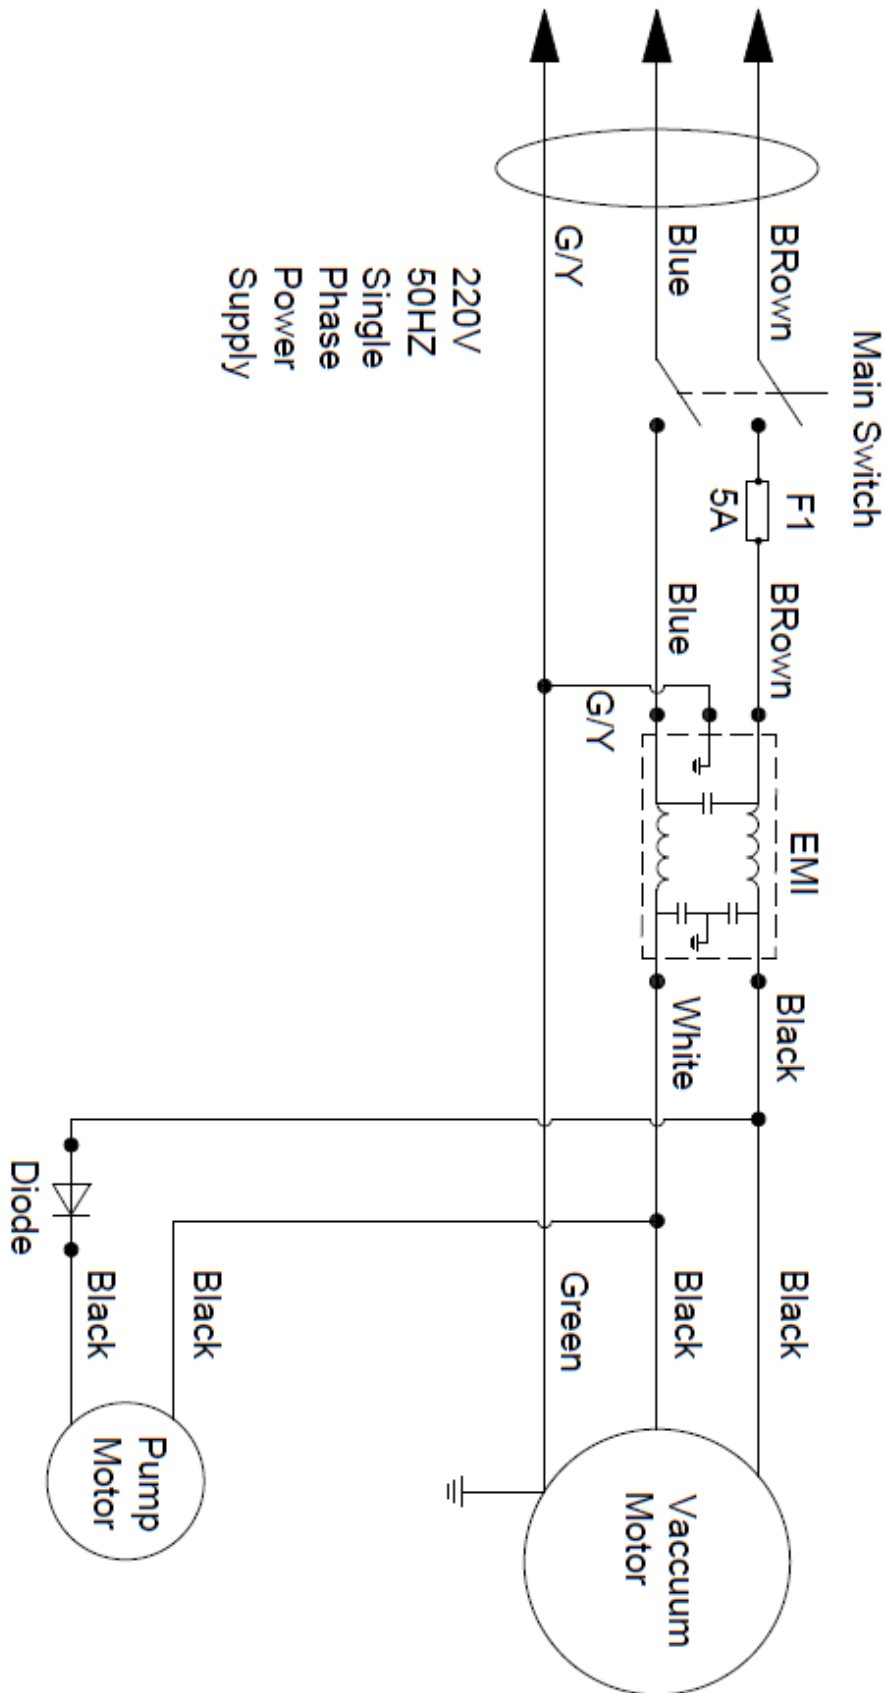 Main Switch
BRown
F1
5A
BRown
EMI
Black
Black
Blue
Blue
White
Black
G/Y
G/Y
Green
220V
50HZ
Single
Phase
Power
Supply
Vaccuum
Motor
Black
Diode
Black
Pump
Motor